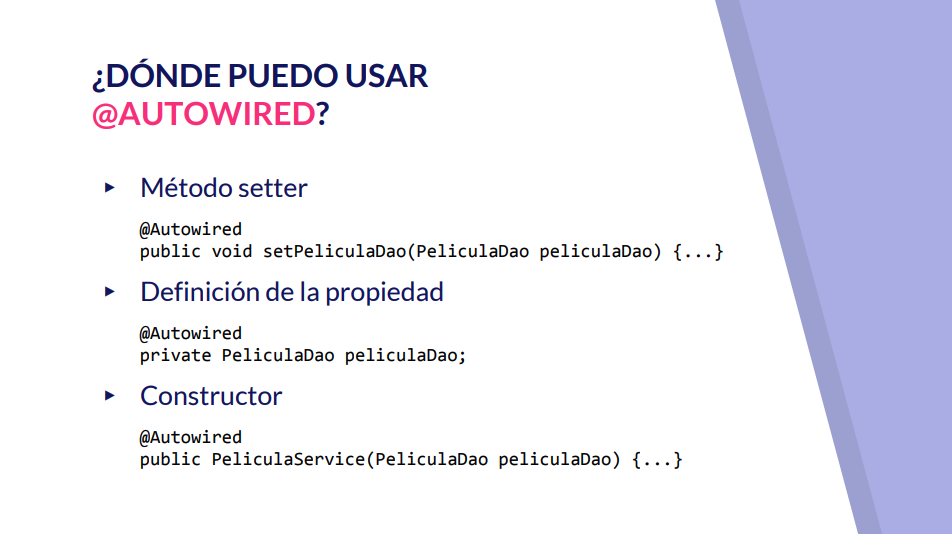 ¿DÓNDE PUEDO USAR
@AUTOWIRED?
▸ Método setter
@Autowired
public void setPeliculaDao(PeliculaDao peliculaDao) {...}
▸ Definición de la propiedad
@Autowired
private PeliculaDao peliculaDao;
▸ Constructor
@Autowired
public PeliculaService(PeliculaDao peliculaDao) {...}